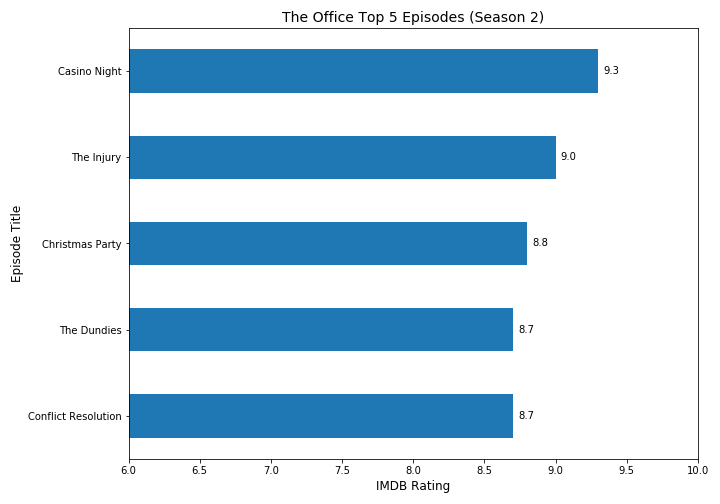 The Office Top 5 Episodes (Season 2)
Episode Title
Casino Night
9.3
The Injury
9.0
Christmas Party
8.8
The Dundies
8.7
Conflict Resolution
8.7
6.0 6.5 7.0 7.5 8.0 8.5 9.0 9.5 10.0
IMDB Rating